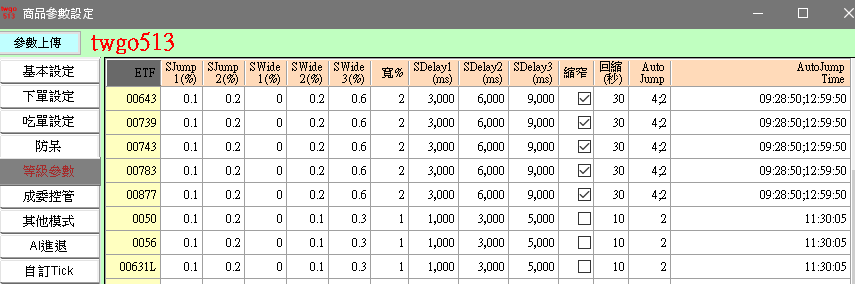 twgo
513
商品參數設定
參數上傳
twgo513
基本設定
下單設定
吃單設定
防呆
等級參數
成委控管
其他模式
AI進退
自訂Tick
ETF SJump 1(%) SJump 2(%) SWide 1(%) SWide 2(%) SWide 3(%) 寬% SDelay1 (ms) SDelay2 (ms) SDelay3 (ms) 縮窄 回縮 (秒) Auto Jump AutoJump Time
00643 0.1 0.2 0 0.2 0.6 2 3,000 6,000 9,000 30 4;2 09:28:50;12:59:50
00739 0.1 0.2 0 0.2 0.6 2 3,000 6,000 9,000 30 4;2 09:28:50;12:59:50
00743 0.1 0.2 0 0.2 0.6 2 3,000 6,000 9,000 30 4;2 09:28:50;12:59:50
00783 0.1 0.2 0 0.2 0.6 2 3,000 6,000 9,000 30 4;2 09:28:50;12:59:50
00877 0.1 0.2 0 0.2 0.6 2 3,000 6,000 9,000 30 4;2 09:28:50;12:59:50
0050 0.1 0.2 0 0.1 0.3 1 1,000 3,000 5,000 10 2 11:30:05
0056 0.1 0.2 0 0.1 0.3 1 1,000 3,000 5,000 10 2 11:30:05
00631L 0.1 0.2 0 0.1 0.3 1 1,000 3,000 5,000 10 2 11:30:05